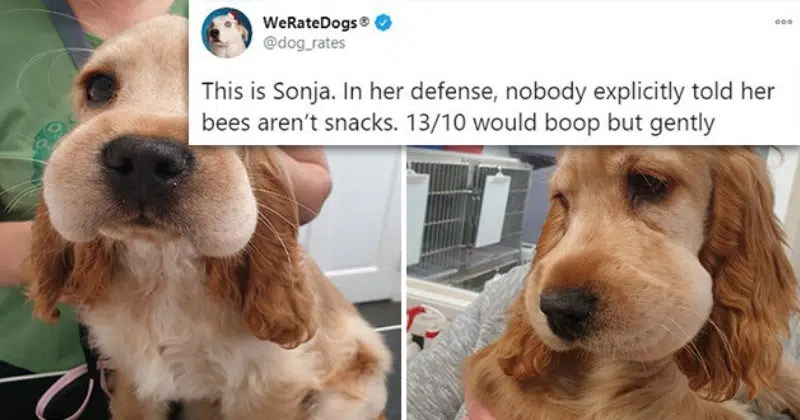 WeRateDogs®
@dog_rates
This is Sonja. In her defense, nobody explicitly told her
bees aren’t snacks. 13/10 would boop but gently